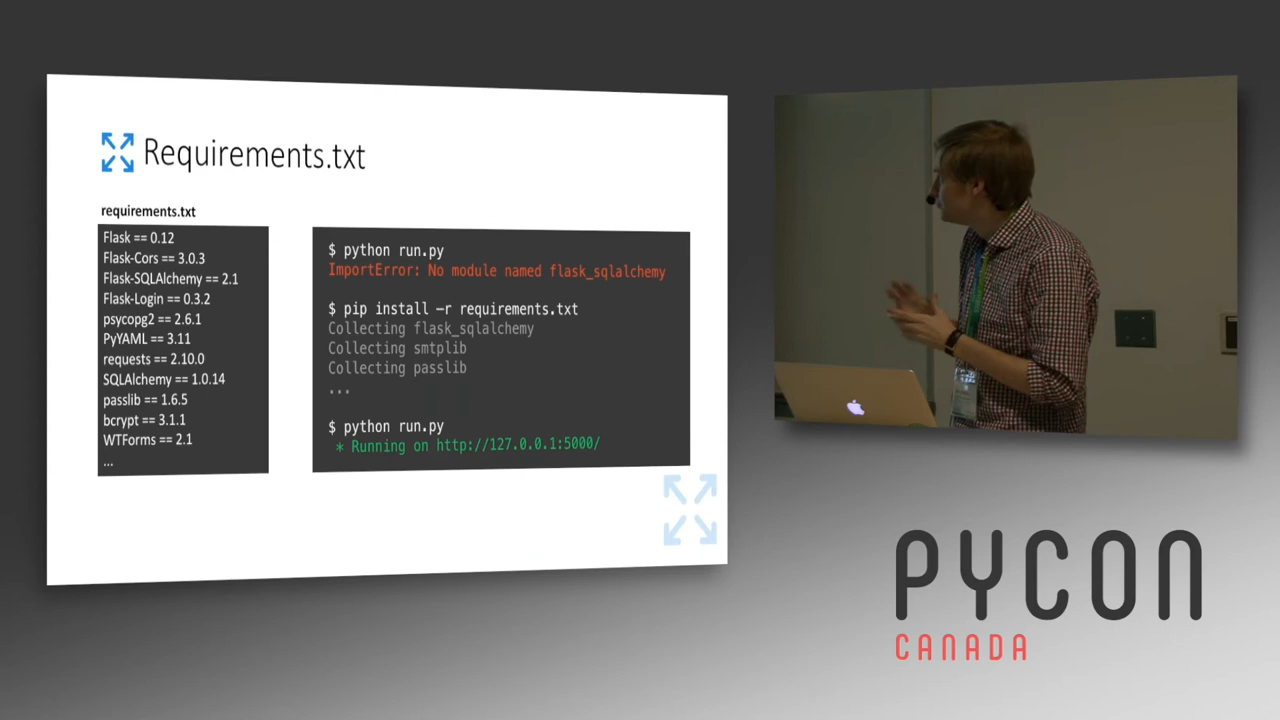 Requirements.txt
requirements.txt
Flask == 0.12
Flask-Cors == 3.0.3
Flask-SQLAlchemy == 2.1
Flask-Login == 0.3.2
psycopg2 == 2.6.1
PyYAML == 3.11
requests == 2.10.0
SQLAlchemy == 1.0.14
passlib == 1.6.5
bcrypt == 3.1.1
WTForms == 2.1
...
$ python run.py
ImportError: No module named flask_sqlalchemy
$ pip install -r requirements.txt
Collecting flask_sqlalchemy
Collecting smtplib
Collecting passlib
...
$ python run.py
* Running on http://127.0.0.1:5000/
PYCON
CANADA